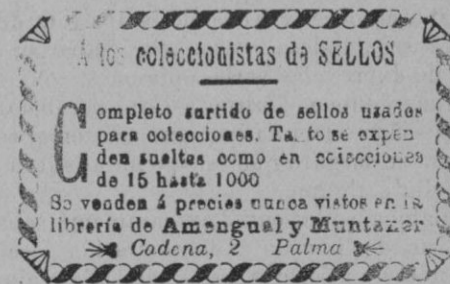 Á los coleccionistas de SELLOS
Completo surtido de sellos usados
para colecciones. Tanto se expen
den sueltos como en colecciones
de 15 hasta 1000
Se venden á precios nunca vistos en la
librería de Amengual y Muntaner
Cadena, 2 Palma